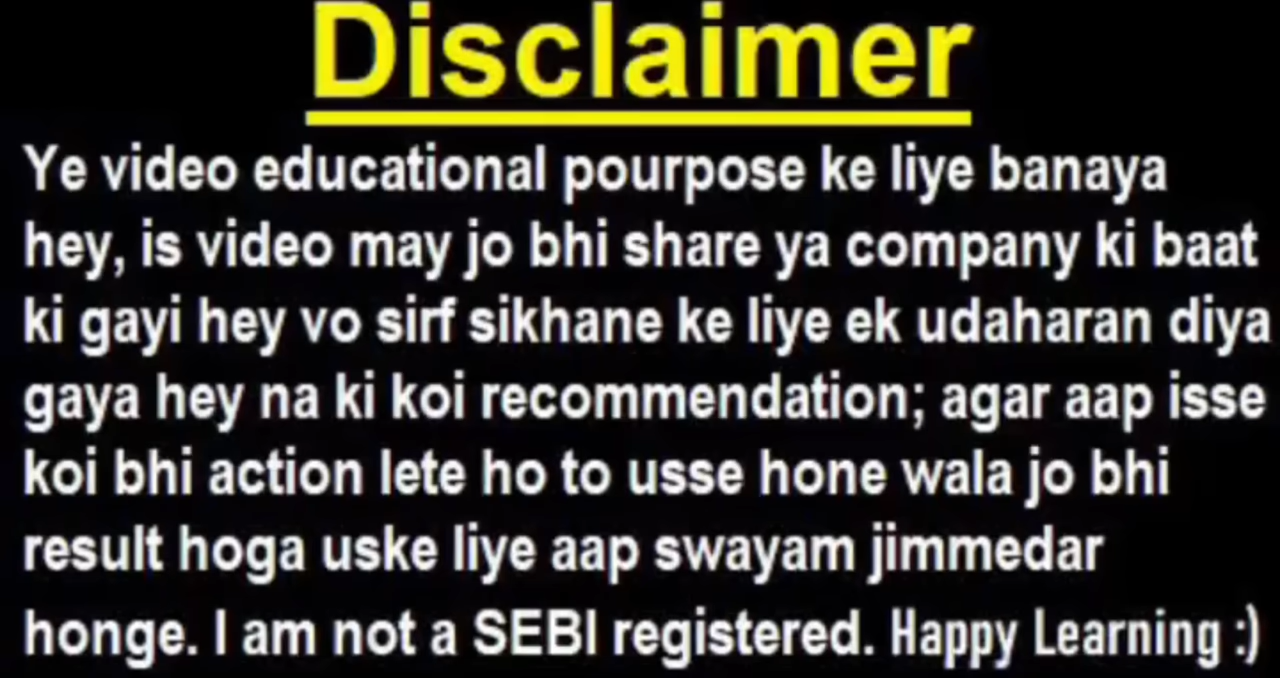 Disclaimer
Ye video educational pourpose ke liye banaya
hey, is video may jo bhi share ya company ki baat
ki gayi hey vo sirf sikhane ke liye ek udaharan diya
gaya hey na ki koi recommendation; agar aap isse
koi bhi action lete ho to usse hone wala jo bhi
result hoga uske liye aap swayam jimmedar
honge. I am not a SEBI registered. Happy Learning :)